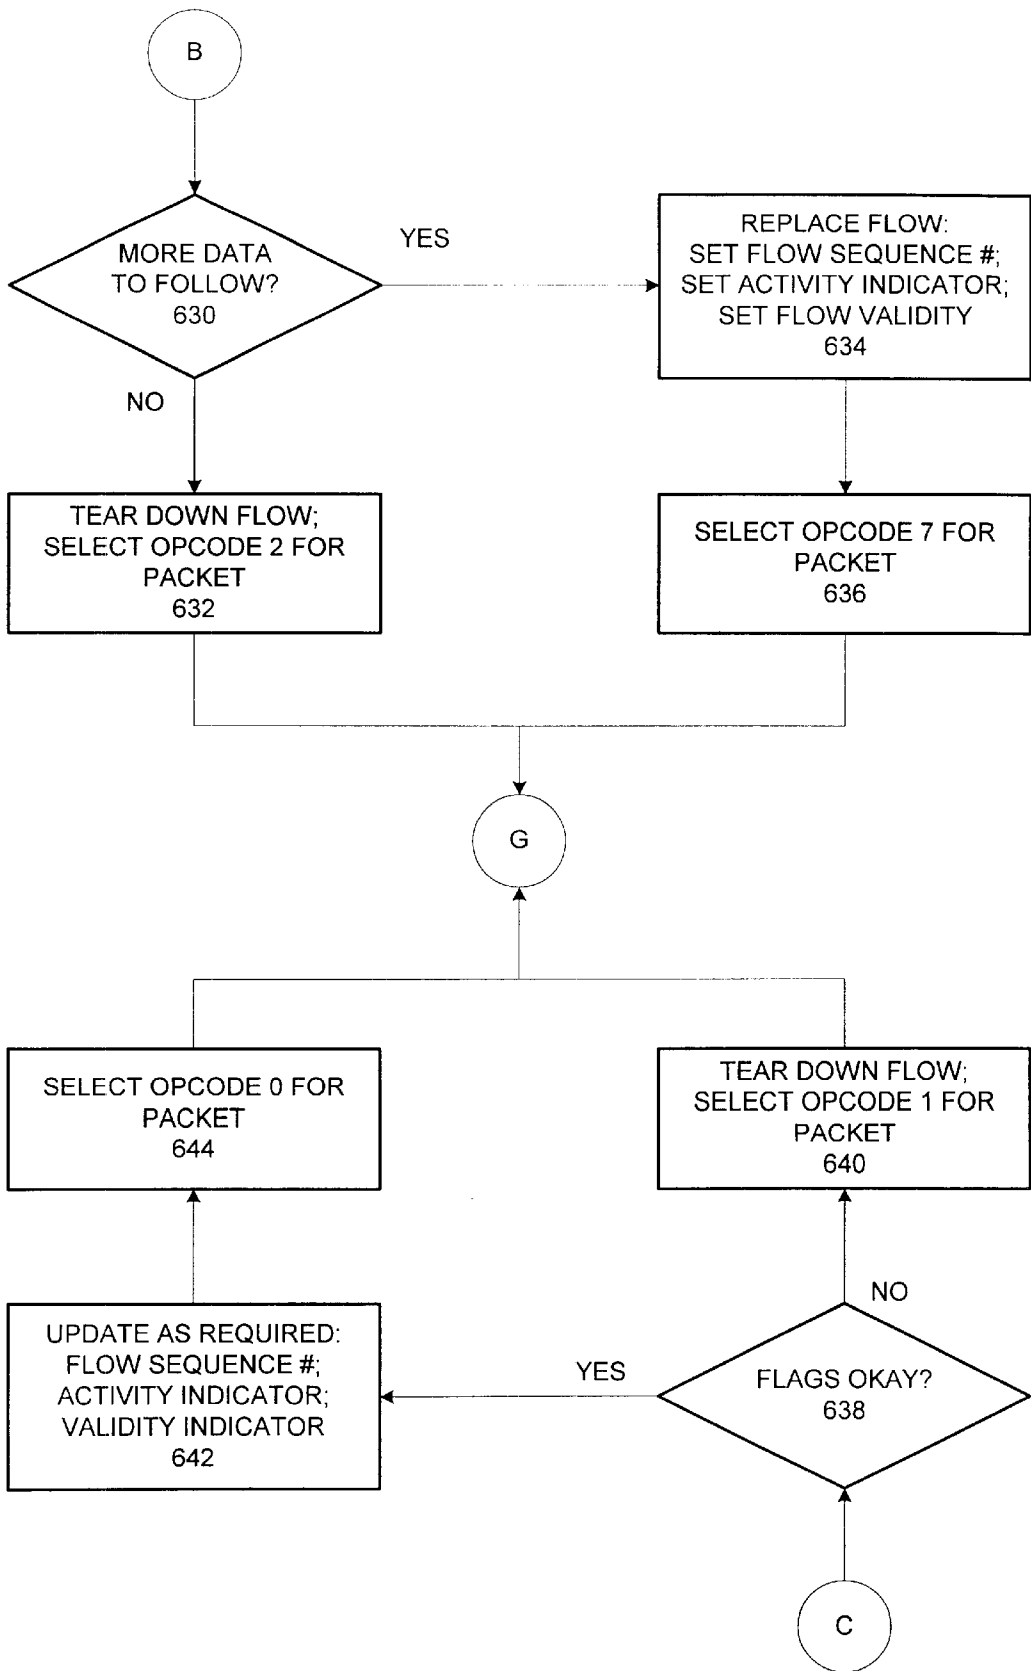 B
MORE DATA
TO FOLLOW?
630
YES
NO
REPLACE FLOW:
SET FLOW SEQUENCE #;
SET ACTIVITY INDICATOR;
SET FLOW VALIDITY
634
TEAR DOWN FLOW;
SELECT OPCODE 2 FOR
PACKET
632
SELECT OPCODE 7 FOR
PACKET
636
G
SELECT OPCODE 0 FOR
PACKET
644
TEAR DOWN FLOW;
SELECT OPCODE 1 FOR
PACKET
640
NO
UPDATE AS REQUIRED:
FLOW SEQUENCE #;
ACTIVITY INDICATOR;
VALIDITY INDICATOR
642
YES
FLAGS OKAY?
638
C